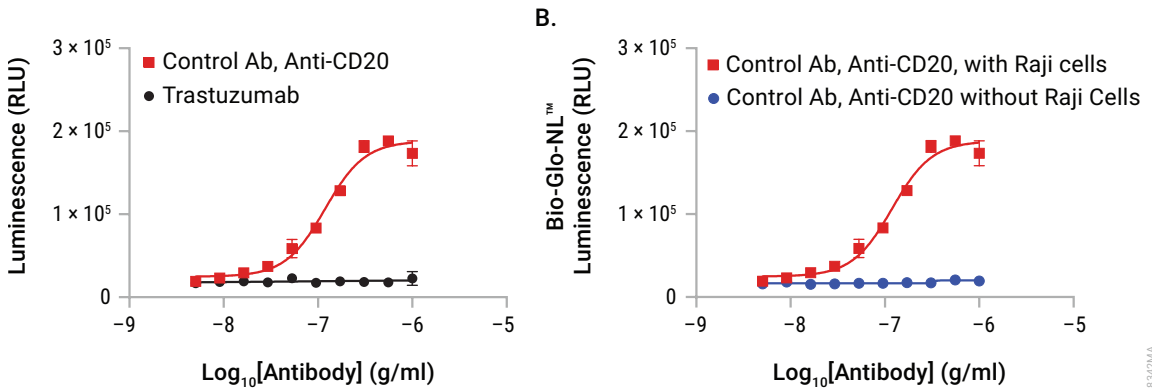 B.
Luminescence (RLU)
3 × 10⁵
2 × 10⁵
1 × 10⁵
0
Control Ab, Anti-CD20
Trastuzumab
−9
−8
−7
−6
−5
Log₁₀[Antibody] (g/ml)
Bio-Glo-NL™
Luminescence (RLU)
3 × 10⁵
2 × 10⁵
1 × 10⁵
0
Control Ab, Anti-CD20, with Raji cells
Control Ab, Anti-CD20 without Raji Cells
−9
−8
−7
−6
−5
Log₁₀[Antibody] (g/ml)